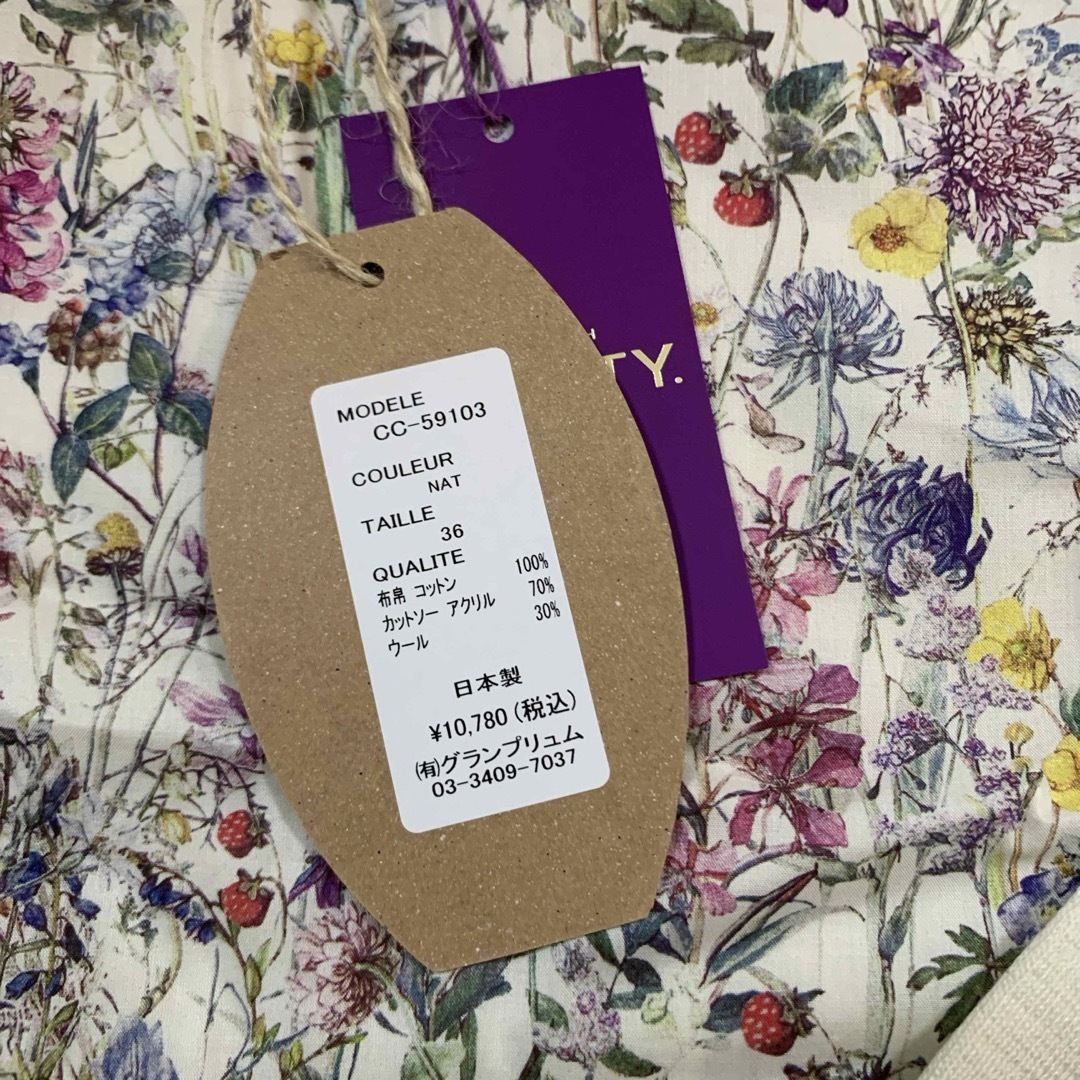 MODELE
CC-59103
COULEUR
NAT
TAILLE
36
QUALITE
布帛 コットン 100%
カットソー アクリル 70%
ウール 30%
日本製
¥10,780(税込)
㈲グランプリュム
03-3409-7037
H
TY.